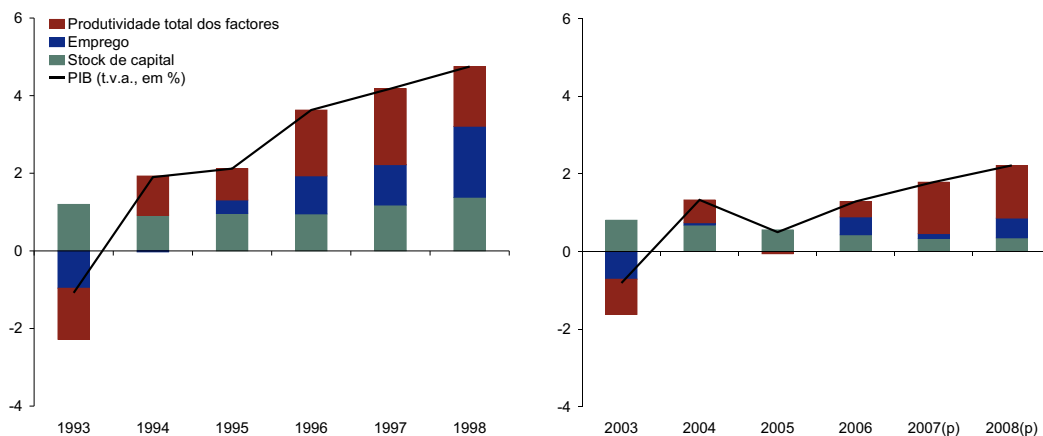 6
4
2
0
-2
-4
Produtividade total dos factores
Emprego
Stock de capital
PIB (t.v.a., em %)
1993 1994 1995 1996 1997 1998
6
4
2
0
-2
-4
2003 2004 2005 2006 2007(p) 2008(p)